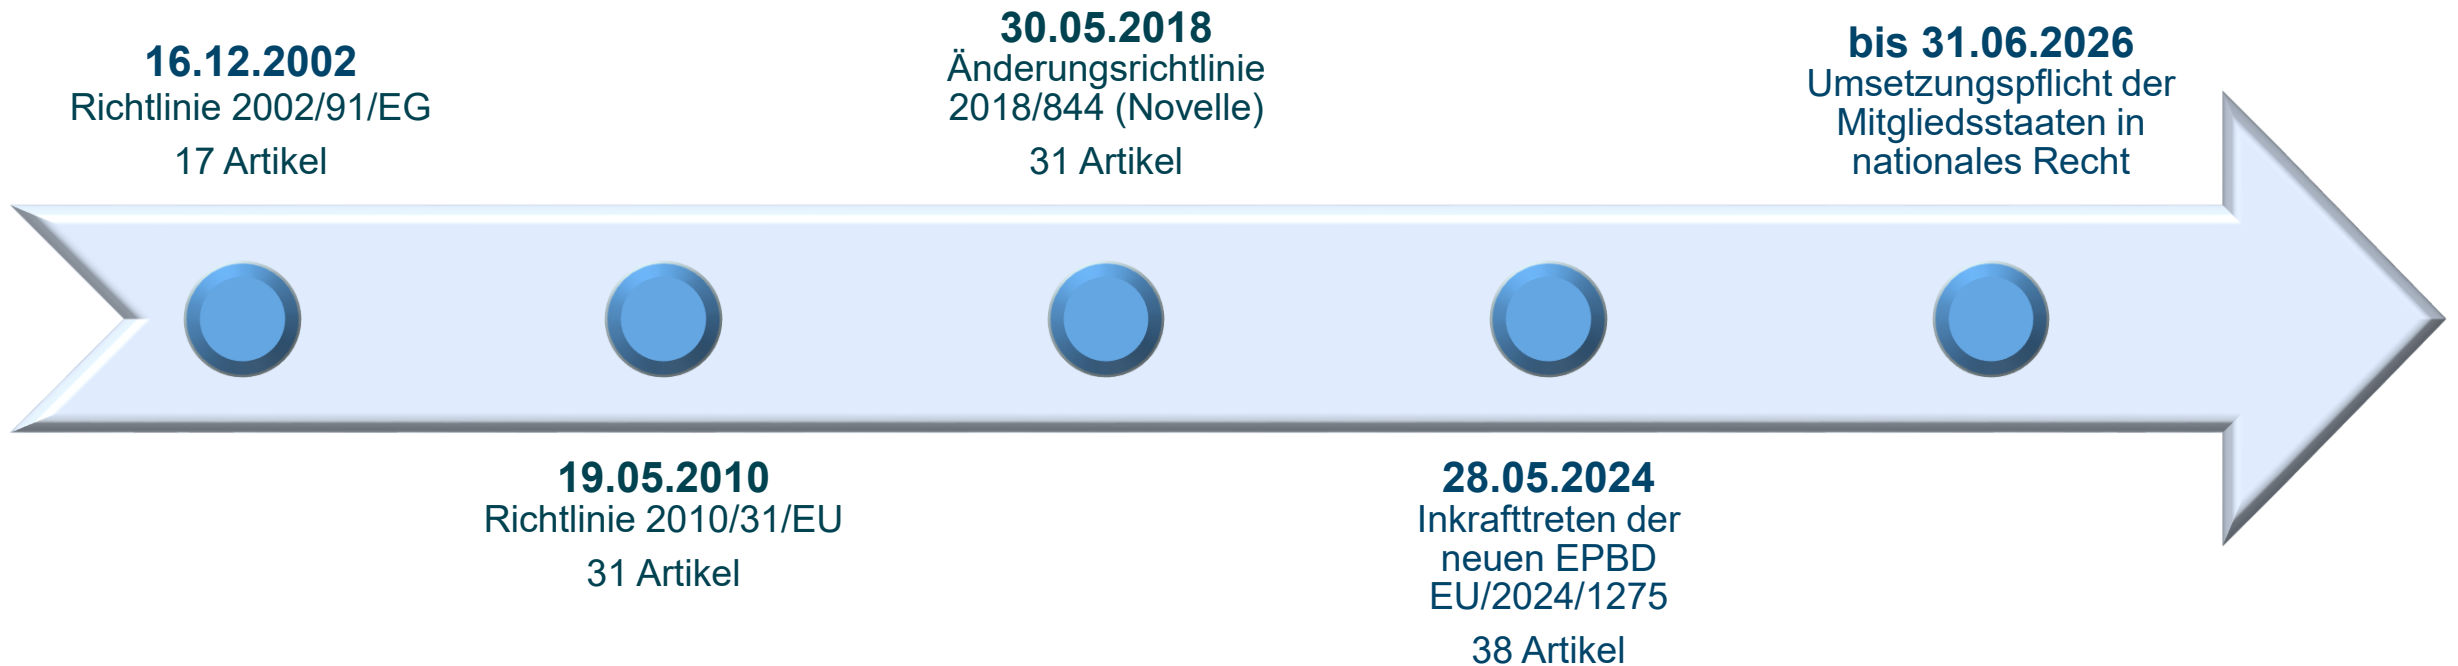 16.12.2002
Richtlinie 2002/91/EG
17 Artikel
19.05.2010
Richtlinie 2010/31/EU
31 Artikel
30.05.2018
Änderungsrichtlinie
2018/844 (Novelle)
31 Artikel
28.05.2024
Inkrafttreten der
neuen EPBD
EU/2024/1275
38 Artikel
bis 31.06.2026
Umsetzungspflicht der
Mitgliedsstaaten in
nationales Recht